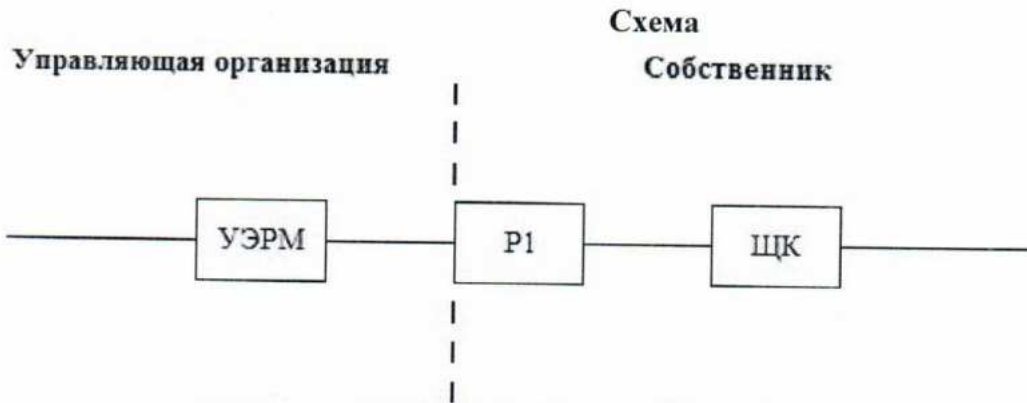 Схема
Управляющая организация
Собственник
УЭРМ
Р1
ЩК